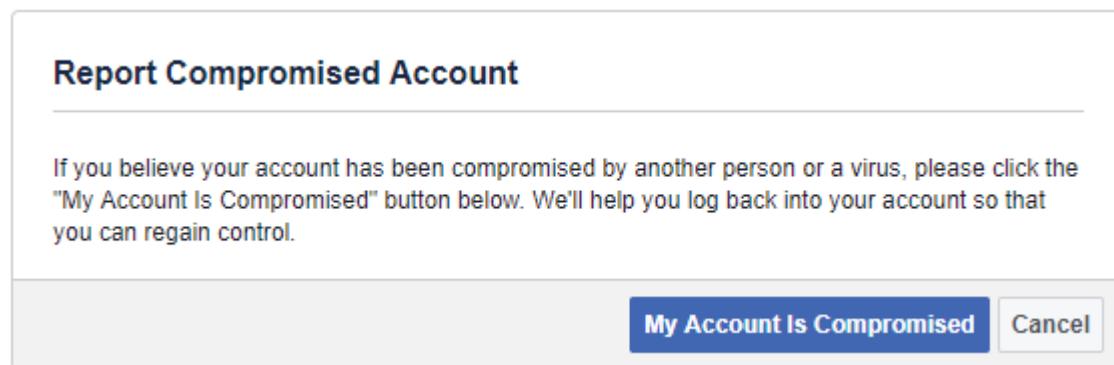 Report Compromised Account
If you believe your account has been compromised by another person or a virus, please click the
"My Account Is Compromised" button below. We'll help you log back into your account so that
you can regain control.
My Account Is Compromised Cancel